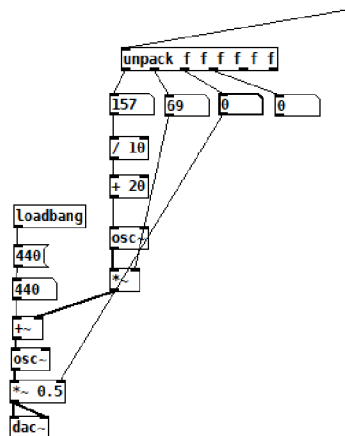 unpack f f f f f f
157 69 0 0
/ 10
+ 20
loadbang
osc~
440
*~
440
+~
osc~
*~ 0.5
dac~